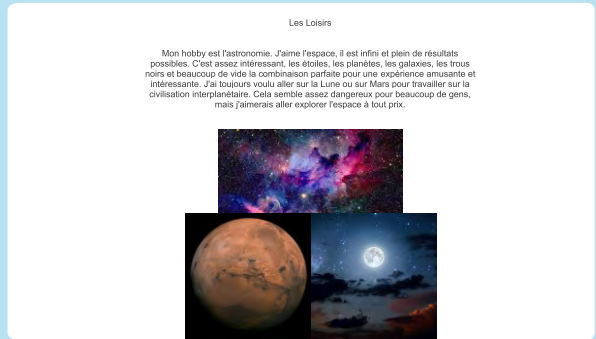 Les Loisirs
Mon hobby est l'astronomie. J'aime l'espace, il est infini et plein de résultats
possibles. C'est assez intéressant, les étoiles, les planètes, les galaxies, les trous
noirs et beaucoup de vide la combinaison parfaite pour une expérience amusante et
intéressante. J'ai toujours voulu aller sur la Lune ou sur Mars pour travailler sur la
civilisation interplanétaire. Cela semble assez dangereux pour beaucoup de gens,
mais j'aimerais aller explorer l'espace à tout prix.